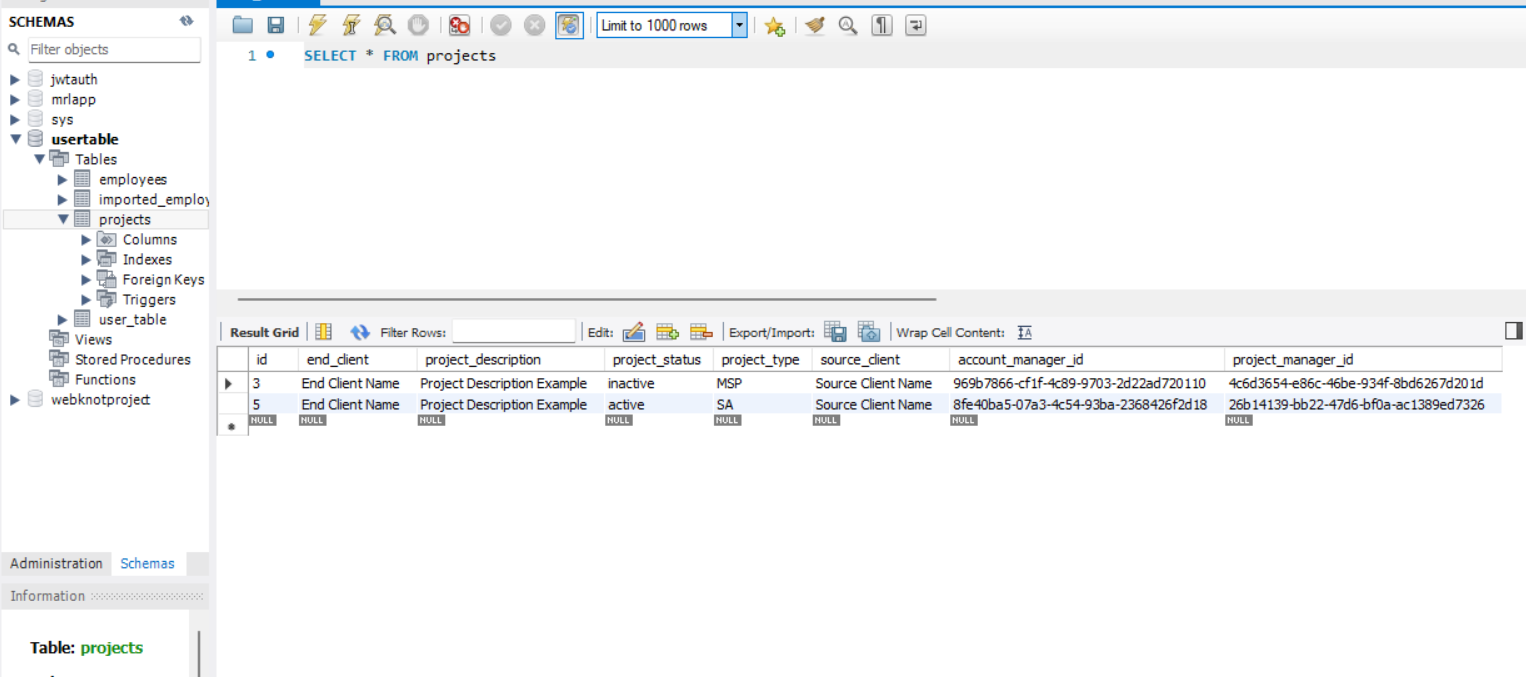 SCHEMAS
Filter objects
jwtauth
mrlapp
sys
usertable
Tables
employees
imported_employ
projects
Columns
Indexes
Foreign Keys
Triggers
user_table
Views
Stored Procedures
Functions
webknotproject
Administration Schemas
Information
Table: projects
Limit to 1000 rows
1 SELECT * FROM projects
Result Grid Filter Rows: Edit: Export/Import: Wrap Cell Content: IA
id end_client project_description project_status project_type source_client account_manager_id project_manager_id
3 End Client Name Project Description Example inactive MSP Source Client Name 969b7866-cf1f-4c89-9703-2d22ad720110 4c6d3654-e86c-46be-934f-8bd6267d201d
5 End Client Name Project Description Example active SA Source Client Name 8fe40ba5-07a3-4c54-93ba-2368426f2d18 26b14139-bb22-47d6-bf0a-ac1389ed7326
NULL NULL NULL NULL NULL NULL NULL NULL